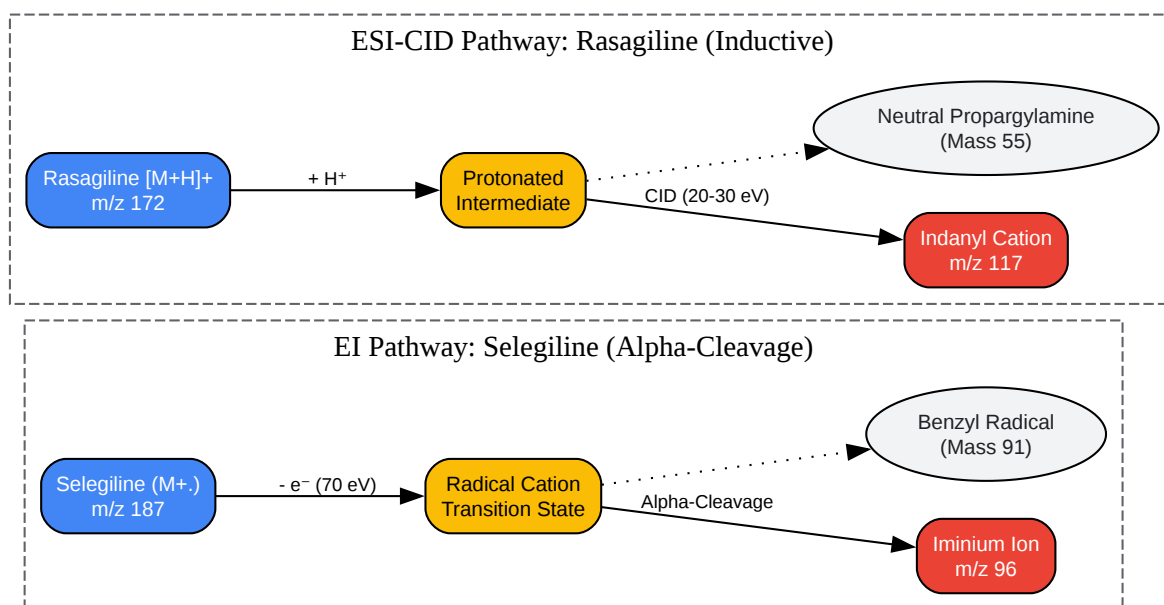 ESI-CID Pathway: Rasagiline (Inductive)
Neutral Propargylamine
(Mass 55)
Rasagiline [M+H]+
m/z 172
+ H⁺
Protonated
Intermediate
CID (20-30 eV)
Indanyl Cation
m/z 117
EI Pathway: Selegiline (Alpha-Cleavage)
Benzyl Radical
(Mass 91)
Selegiline (M+.)
m/z 187
- e⁻ (70 eV)
Radical Cation
Transition State
Alpha-Cleavage
Iminium Ion
m/z 96